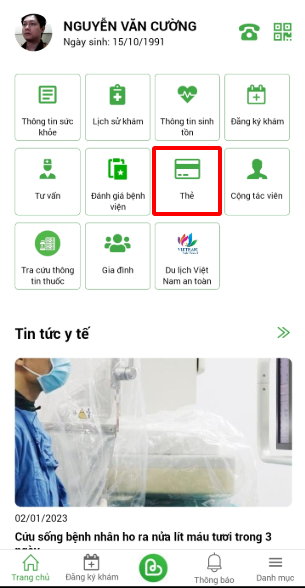 NGUYỄN VĂN CƯỜNG
Ngày sinh: 15/10/1991
Thông tin sức
khỏe
Lịch sử khám
Thông tin sinh
tồn
Đăng ký khám
Tư vấn
Đánh giá bệnh
viện
Thẻ
Cộng tác viên
Tra cứu thông
tin thuốc
Gia đình
VIETNAM
Du lịch Việt
Nam an toàn
Tin tức y tế
02/01/2023
Cứu sống bệnh nhân ho ra nửa lít máu tươi trong 3
ngày
Trang chủ
Đăng ký khám
Thông báo
Danh mục